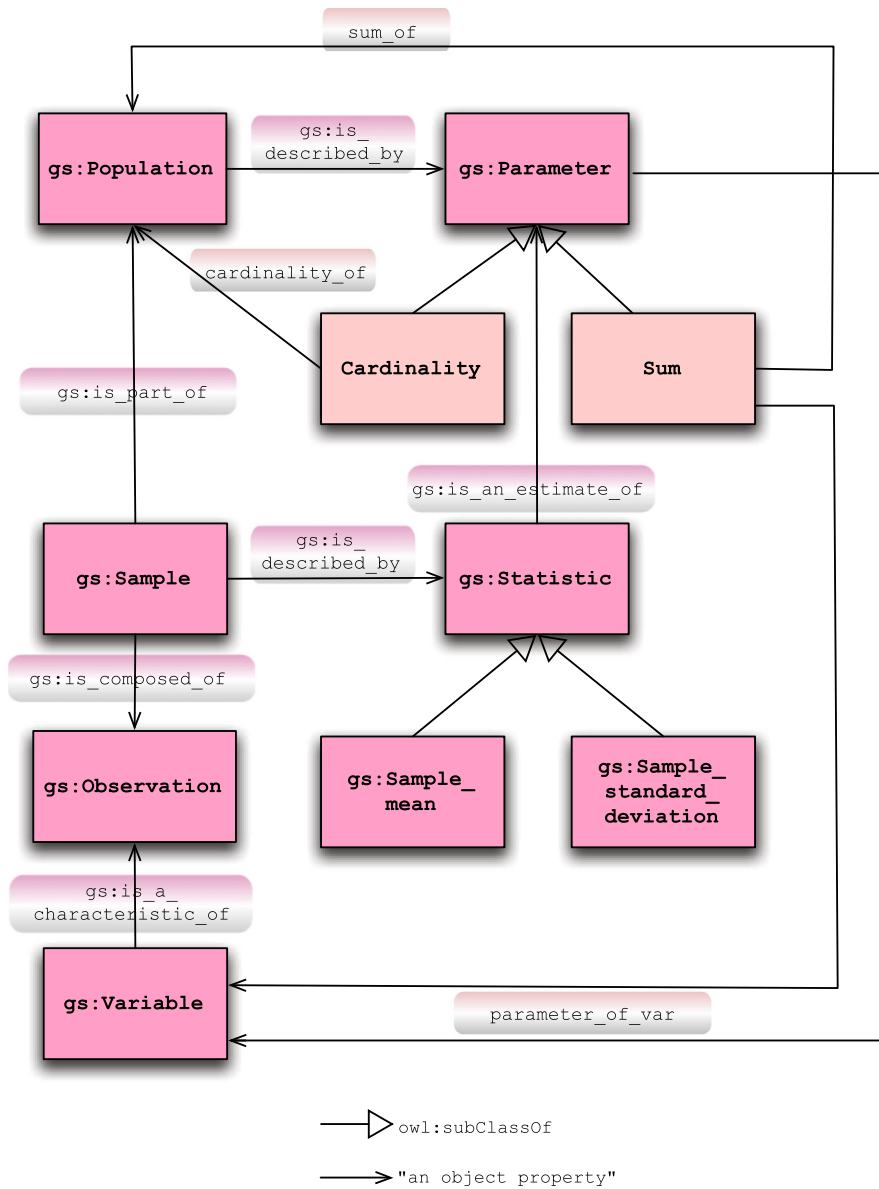 sum_of
gs:is_
described_by
gs:Population
gs:Parameter
cardinality_of
Cardinality
Sum
gs:is_part_of
gs:is_an_estimate_of
gs:is_
described_by
gs:Sample
gs:Statistic
gs:is_composed_of
gs:Observation
gs:Sample_
mean
gs:Sample_
standard_
deviation
gs:is_a_
characteristic_of
gs:Variable
parameter_of_var
owl:subClassOf
"an object property"